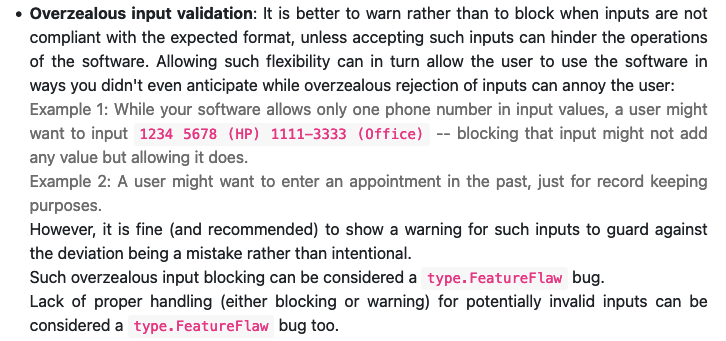 • Overzealous input validation: It is better to warn rather than to block when inputs are not
compliant with the expected format, unless accepting such inputs can hinder the operations
of the software. Allowing such flexibility can in turn allow the user to use the software in
ways you didn't even anticipate while overzealous rejection of inputs can annoy the user:
Example 1: While your software allows only one phone number in input values, a user might
want to input 1234 5678 (HP) 1111-3333 (Office) -- blocking that input might not add
any value but allowing it does.
Example 2: A user might want to enter an appointment in the past, just for record keeping
purposes.
However, it is fine (and recommended) to show a warning for such inputs to guard against
the deviation being a mistake rather than intentional.
Such overzealous input blocking can be considered a type.FeatureFlaw bug.
Lack of proper handling (either blocking or warning) for potentially invalid inputs can be
considered a type.FeatureFlaw bug too.